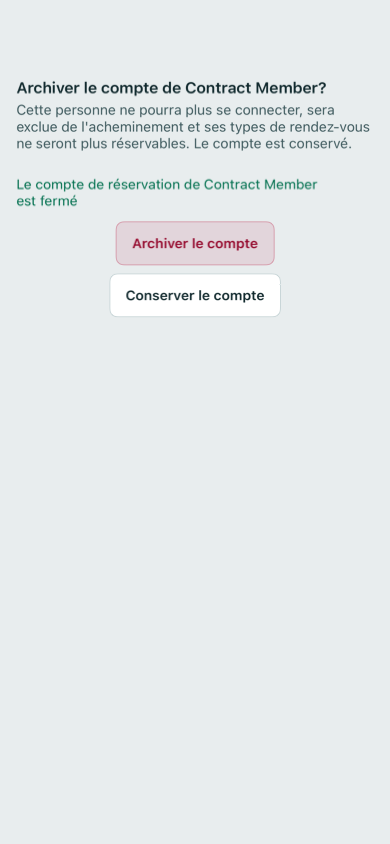 Archiver le compte de Contract Member?
Cette personne ne pourra plus se connecter, sera
exclue de l'acheminement et ses types de rendez-vous
ne seront plus réservables. Le compte est conservé.
Le compte de réservation de Contract Member
est fermé
Archiver le compte
Conserver le compte